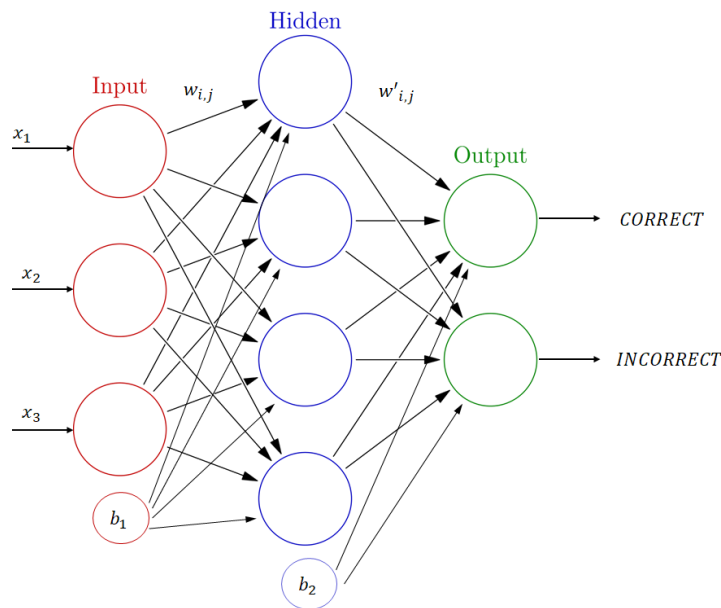 Hidden
Input
w_{i,j}
w'_{i,j}
x_1
Output
CORRECT
x_2
INCORRECT
x_3
b_1
b_2